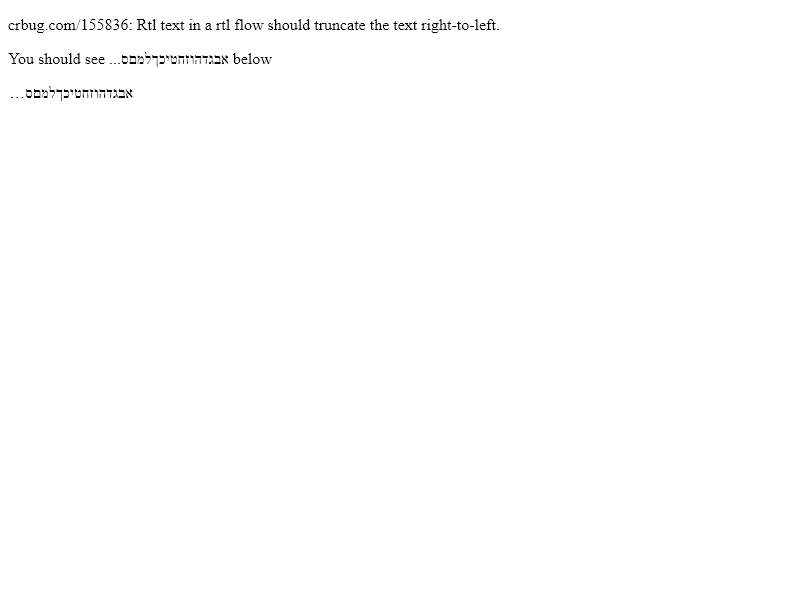 crbug.com/155836: Rtl text in a rtl flow should truncate the text right-to-left.
You should see אבגדהוזחטיכךלמםס... below
אבגדהוזחטיכךלמםס…